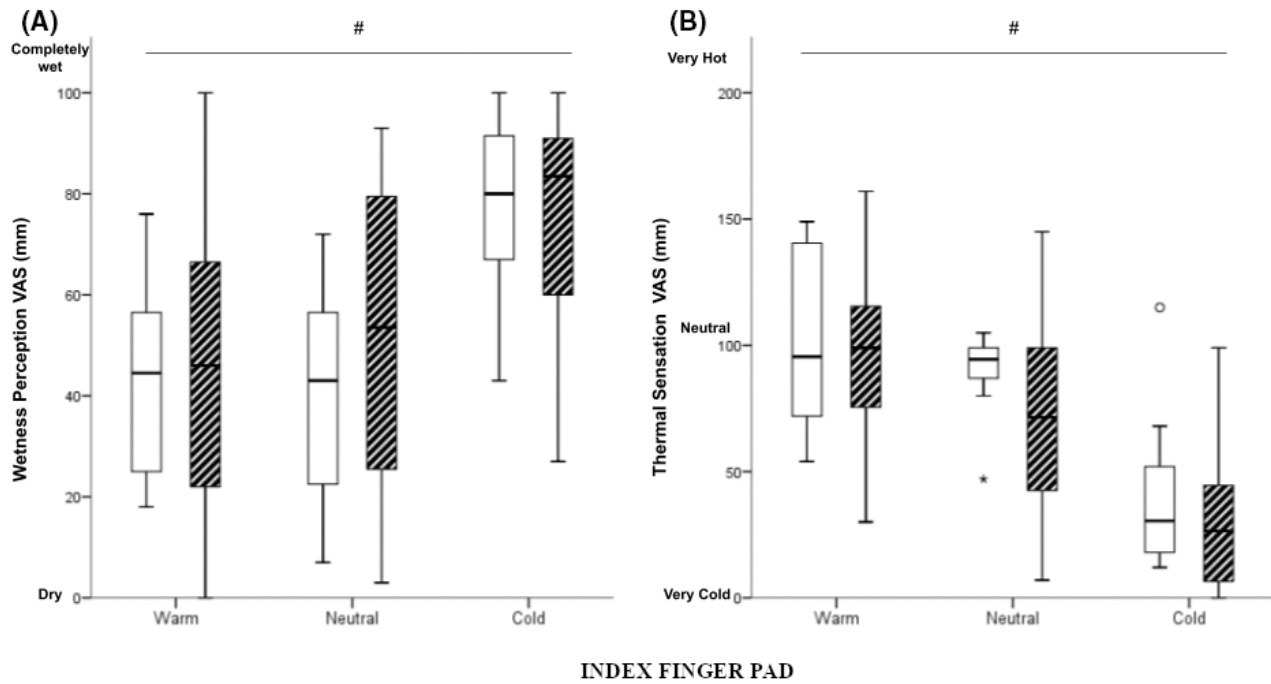 (A)
#
Completely
wet
100
80
60
40
20
Dry 0
Wetness Perception VAS (mm)
Warm Neutral Cold
(B)
#
Very Hot
200
150
Neutral
100
50
Very Cold 0
Thermal Sensation VAS (mm)
Warm Neutral Cold
INDEX FINGER PAD